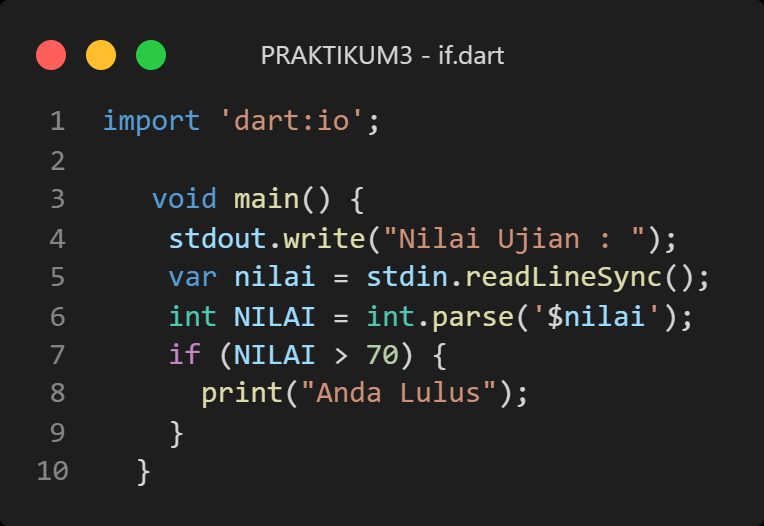 PRAKTIKUM3 - if.dart
1 import 'dart:io';
2
3 void main() {
4 stdout.write("Nilai Ujian : ");
5 var nilai = stdin.readLineSync();
6 int NILAI = int.parse('$nilai');
7 if (NILAI > 70) {
8 print("Anda Lulus");
9 }
10 }